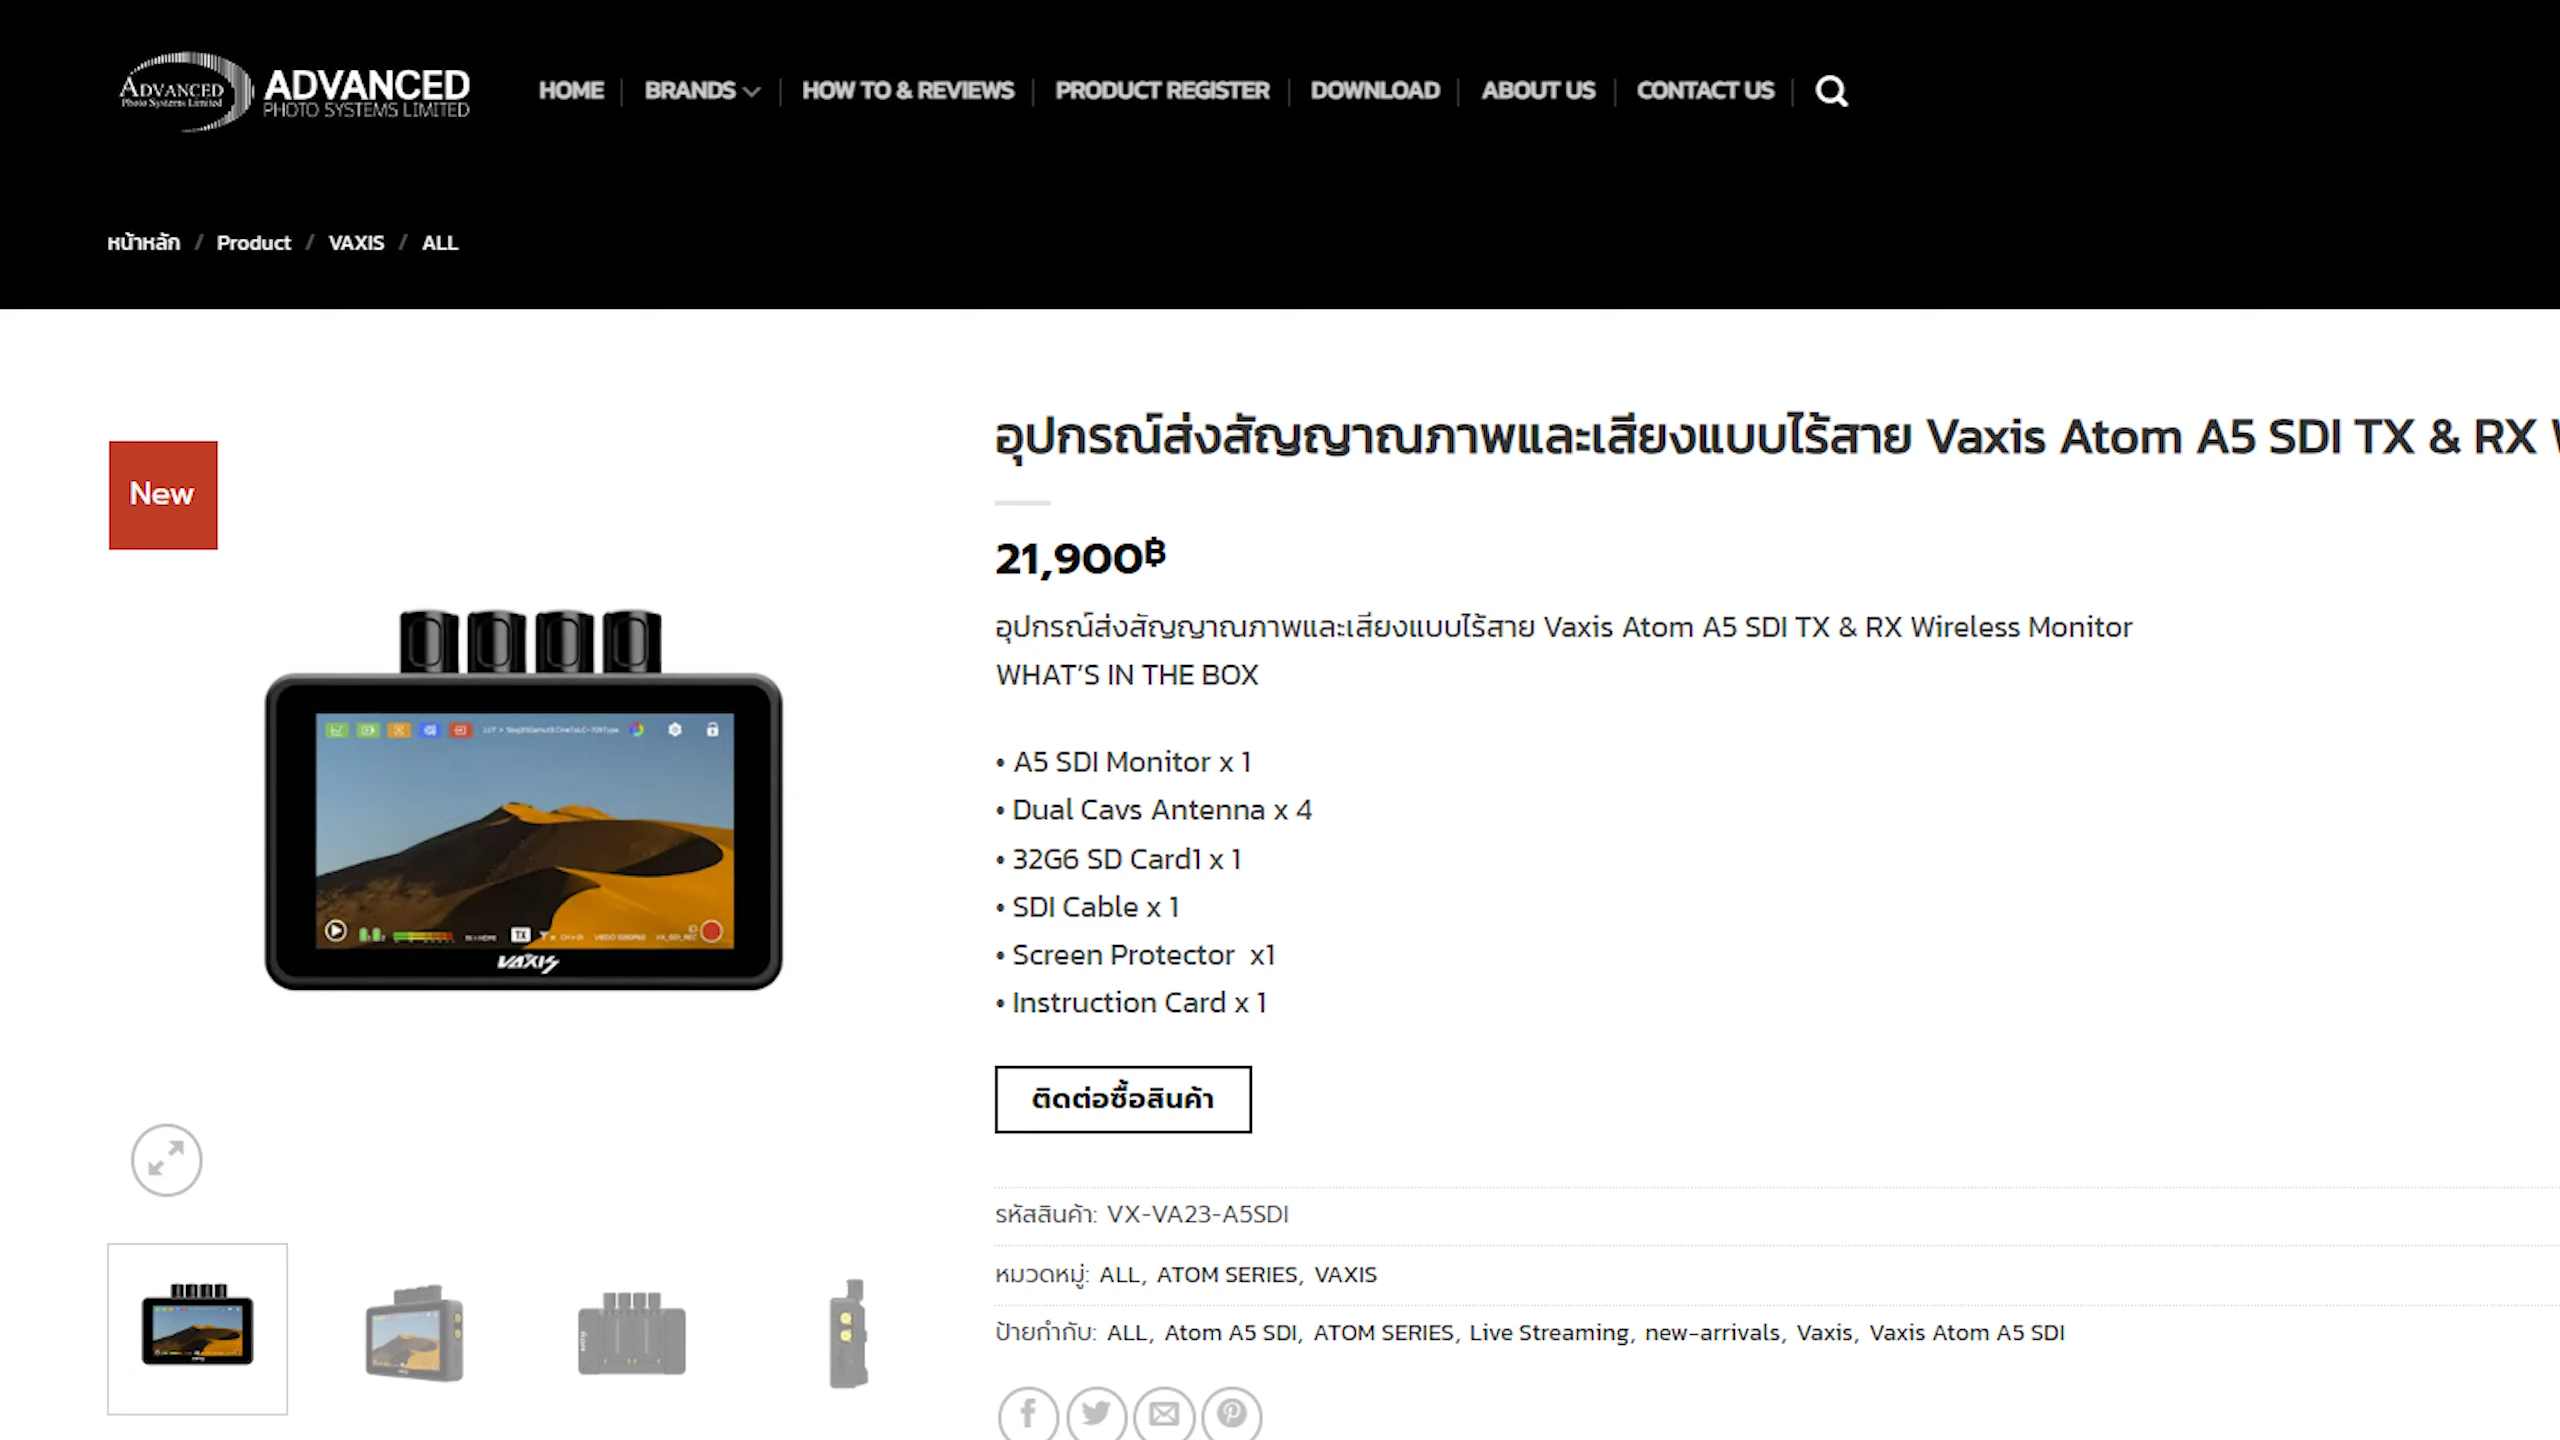 ADVANCED
Photo Systems Limited
ADVANCED
PHOTO SYSTEMS LIMITED
HOME
BRANDS
HOW TO & REVIEWS
PRODUCT REGISTER
DOWNLOAD
ABOUT US
CONTACT US
หน้าหลัก / Product / VAXIS / ALL
New
อุปกรณ์ส่งสัญญาณภาพและเสียงแบบไร้สาย Vaxis Atom A5 SDI TX & RX
21,900฿
อุปกรณ์ส่งสัญญาณภาพและเสียงแบบไร้สาย Vaxis Atom A5 SDI TX & RX Wireless Monitor
WHAT’S IN THE BOX
• A5 SDI Monitor x 1
• Dual Cavs Antenna x 4
• 32G6 SD Card1 x 1
• SDI Cable x 1
• Screen Protector x1
• Instruction Card x 1
TX
VAXIS
ติดต่อซื้อสินค้า
รหัสสินค้า: VX-VA23-A5SDI
หมวดหมู่: ALL, ATOM SERIES, VAXIS
ป้ายกำกับ: ALL, Atom A5 SDI, ATOM SERIES, Live Streaming, new-arrivals, Vaxis, Vaxis Atom A5 SDI